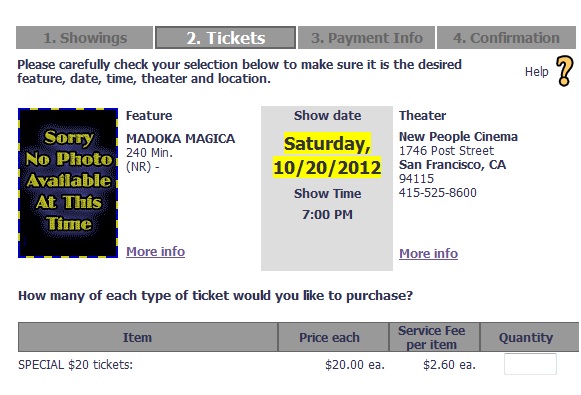 1. Showings
2. Tickets
3. Payment Info
4. Confirmation
Please carefully check your selection below to make sure it is the desired
feature, date, time, theater and location.
Help
Sorry
No Photo
Available
At This
Time
Feature
MADOKA MAGICA
240 Min.
(NR) -
More info
Show date
Saturday,
10/20/2012
Show Time
7:00 PM
Theater
New People Cinema
1746 Post Street
San Francisco, CA
94115
415-525-8600
More info
How many of each type of ticket would you like to purchase?
Item
Price each
Service Fee
per item
Quantity
SPECIAL $20 tickets:
$20.00 ea.
$2.60 ea.